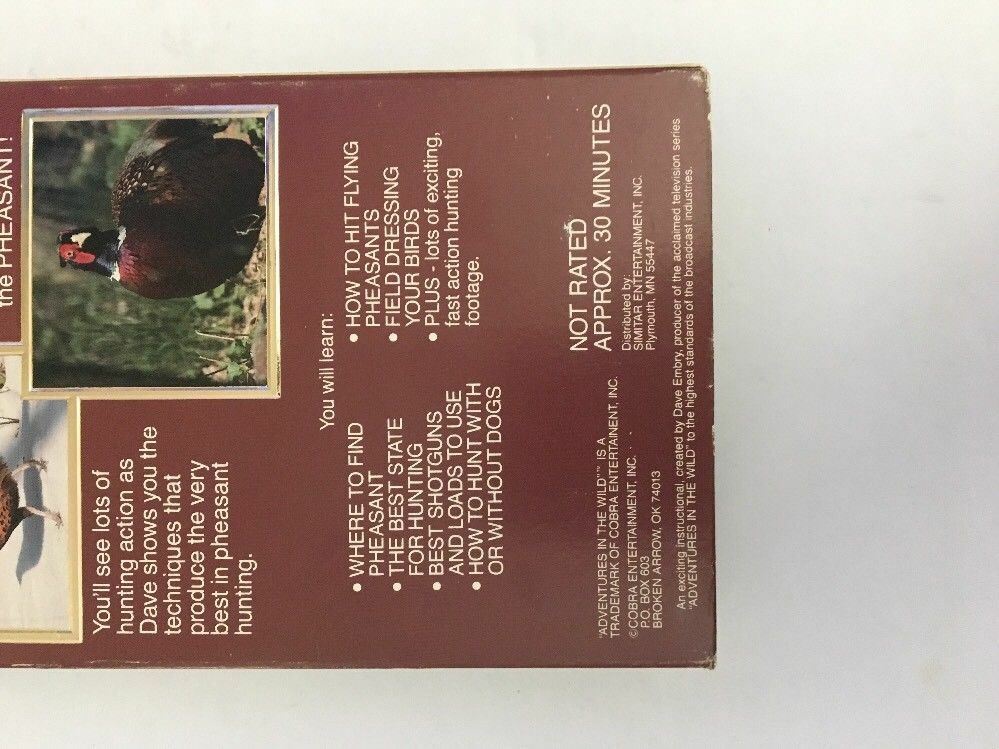 the PHEASANT!
You'll see lots of
hunting action as
Dave shows you the
techniques that
produce the very
best in pheasant
hunting.
You will learn:
• WHERE TO FIND
PHEASANT
• THE BEST STATE
FOR HUNTING
• BEST SHOTGUNS
AND LOADS TO USE
• HOW TO HUNT WITH
OR WITHOUT DOGS
• HOW TO HIT FLYING
PHEASANTS
• FIELD DRESSING
YOUR BIRDS
• PLUS - lots of exciting,
fast action hunting
footage.
"ADVENTURES IN THE WILD"™ IS A
TRADEMARK OF COBRA ENTERTAINENT, INC.
©COBRA ENTERTAINMENT, INC.
P.O. BOX 603
BROKEN ARROW, OK 74013
NOT RATED
APPROX. 30 MINUTES
Distributed by:
SIMITAR ENTERTAINMENT, INC.
Plymouth, MN 55447
An exciting instructional, created by Dave Embry, producer of the acclaimed television series
"ADVENTURES IN THE WILD" to the highest standards of the broadcast industries.